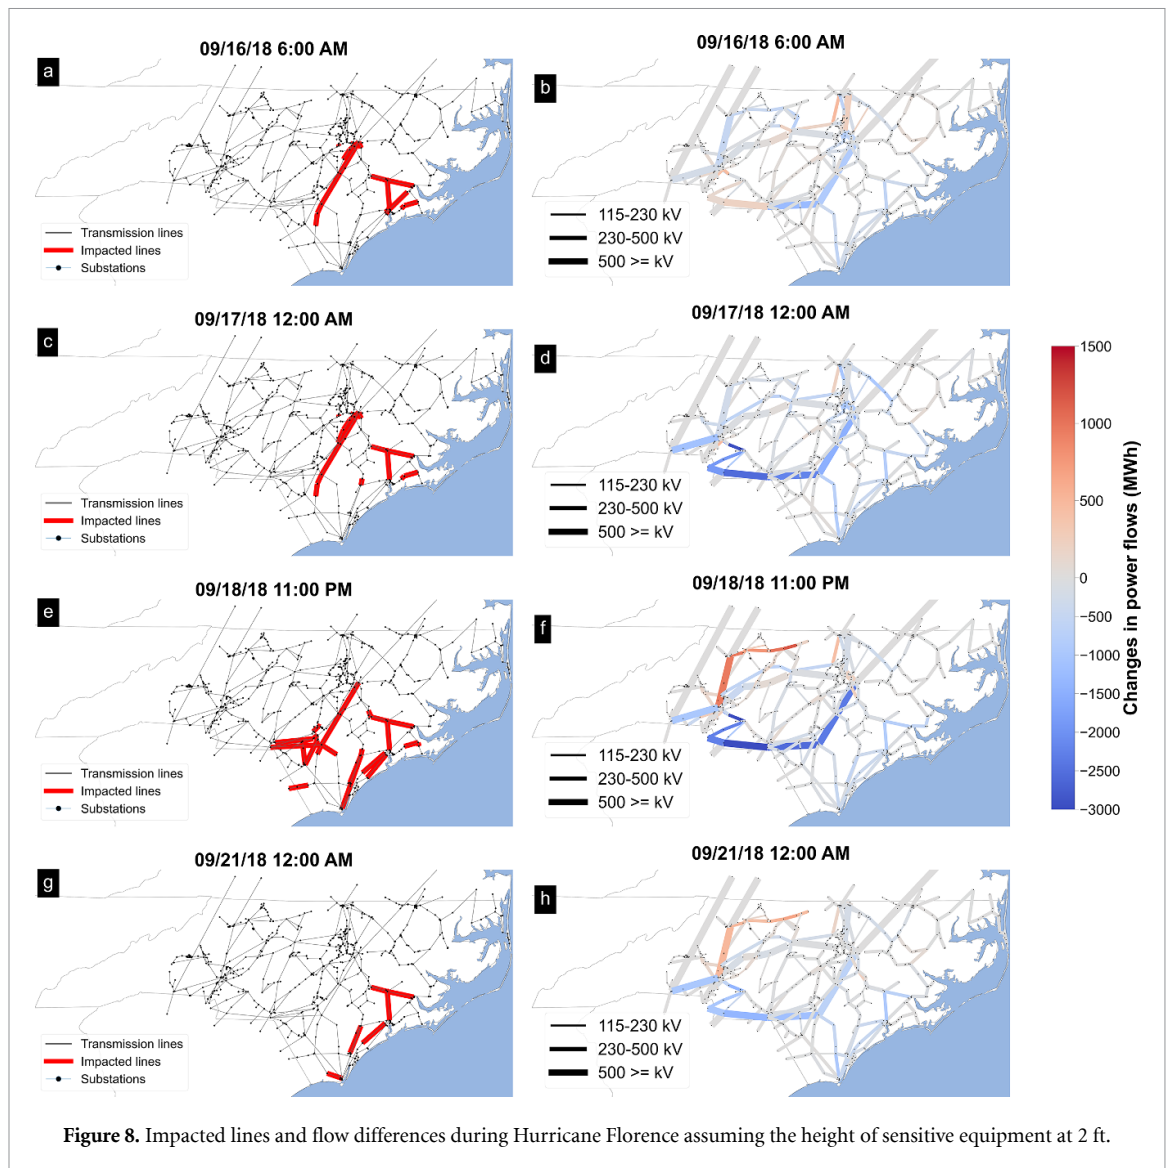 09/16/18 6:00 AM
a
Transmission lines
Impacted lines
Substations
09/16/18 6:00 AM
b
115-230 kV
230-500 kV
500 >= kV
09/17/18 12:00 AM
c
Transmission lines
Impacted lines
Substations
09/17/18 12:00 AM
d
115-230 kV
230-500 kV
500 >= kV
09/18/18 11:00 PM
e
Transmission lines
Impacted lines
Substations
09/18/18 11:00 PM
f
115-230 kV
230-500 kV
500 >= kV
09/21/18 12:00 AM
g
Transmission lines
Impacted lines
Substations
09/21/18 12:00 AM
h
115-230 kV
230-500 kV
500 >= kV
1500
1000
500
0
−500
−1000
−1500
−2000
−2500
−3000
Changes in power flows (MWh)
Figure 8. Impacted lines and flow differences during Hurricane Florence assuming the height of sensitive equipment at 2 ft.